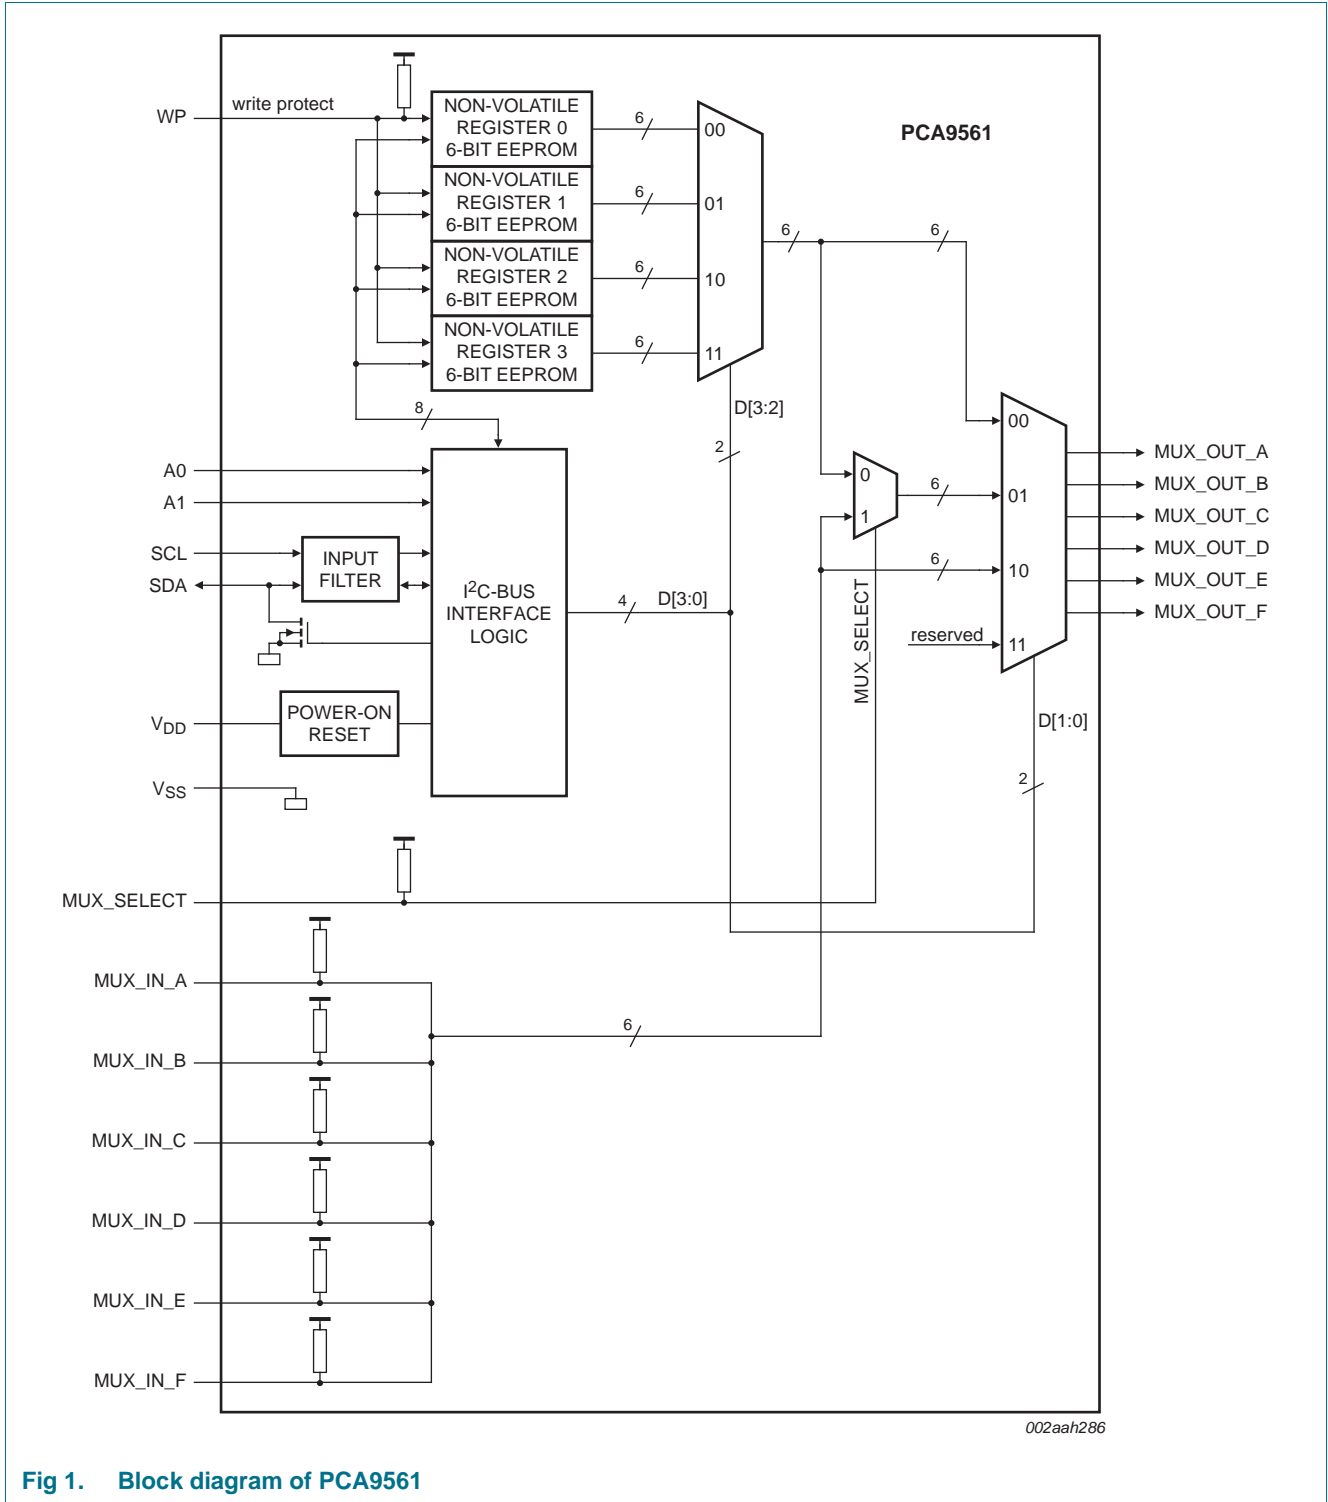 WP
write protect
NON-VOLATILE
REGISTER 0
6-BIT EEPROM
6
00
PCA9561
NON-VOLATILE
REGISTER 1
6-BIT EEPROM
6
01
6
6
NON-VOLATILE
REGISTER 2
6-BIT EEPROM
6
10
NON-VOLATILE
REGISTER 3
6-BIT EEPROM
6
11
8
D[3:2]
2
A0
A1
SCL
SDA
INPUT
FILTER
I2C-BUS
INTERFACE
LOGIC
4
D[3:0]
0
1
6
6
MUX_SELECT
reserved
00
01
10
11
MUX_OUT_A
MUX_OUT_B
MUX_OUT_C
MUX_OUT_D
MUX_OUT_E
MUX_OUT_F
VDD
POWER-ON
RESET
D[1:0]
2
VSS
MUX_SELECT
MUX_IN_A
6
MUX_IN_B
MUX_IN_C
MUX_IN_D
MUX_IN_E
MUX_IN_F
002aah286
Fig 1. Block diagram of PCA9561